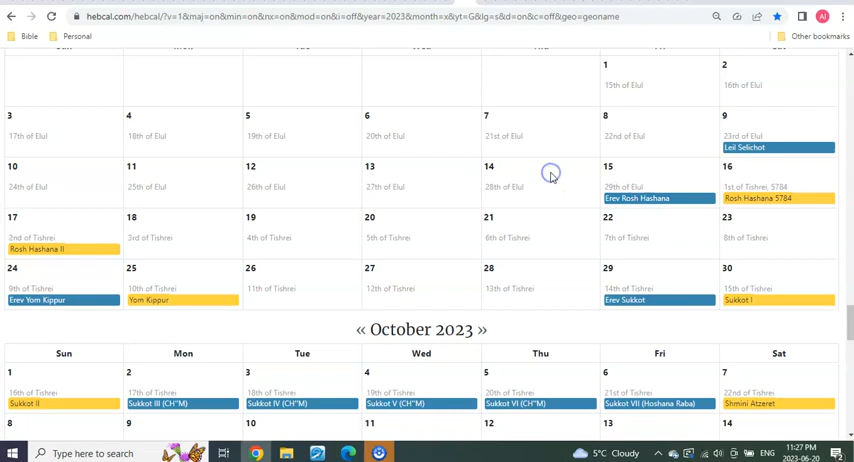 hebcal.com/hebcal/?v=1&maj=on&min=on&nx=on&mod=on&i=off&year=2023&month=x&yt=G&lg=s&d=on&c=off&geo=geoname
AI
Bible Personal Other bookmarks
1 2
15th of Elul 16th of Elul
3 4 5 6 7 8 9
17th of Elul 18th of Elul 19th of Elul 20th of Elul 21st of Elul 22nd of Elul 23rd of Elul
Leil Selichot
10 11 12 13 14 15 16
24th of Elul 25th of Elul 26th of Elul 27th of Elul 28th of Elul 29th of Elul 1st of Tishrei, 5784
Erev Rosh Hashana Rosh Hashana 5784
17 18 19 20 21 22 23
2nd of Tishrei 3rd of Tishrei 4th of Tishrei 5th of Tishrei 6th of Tishrei 7th of Tishrei 8th of Tishrei
Rosh Hashana II
24 25 26 27 28 29 30
9th of Tishrei 10th of Tishrei 11th of Tishrei 12th of Tishrei 13th of Tishrei 14th of Tishrei 15th of Tishrei
Erev Yom Kippur Yom Kippur Erev Sukkot Sukkot I
« October 2023 »
Sun Mon Tue Wed Thu Fri Sat
1 2 3 4 5 6 7
16th of Tishrei 17th of Tishrei 18th of Tishrei 19th of Tishrei 20th of Tishrei 21st of Tishrei 22nd of Tishrei
Sukkot II Sukkot III (CH"M) Sukkot IV (CH"M) Sukkot V (CH"M) Sukkot VI (CH"M) Sukkot VII (Hoshana Raba) Shmini Atzeret
8 9 10 11 12 13 14
Type here to search 5°C Cloudy ENG 11:27 PM
2023-06-20
2